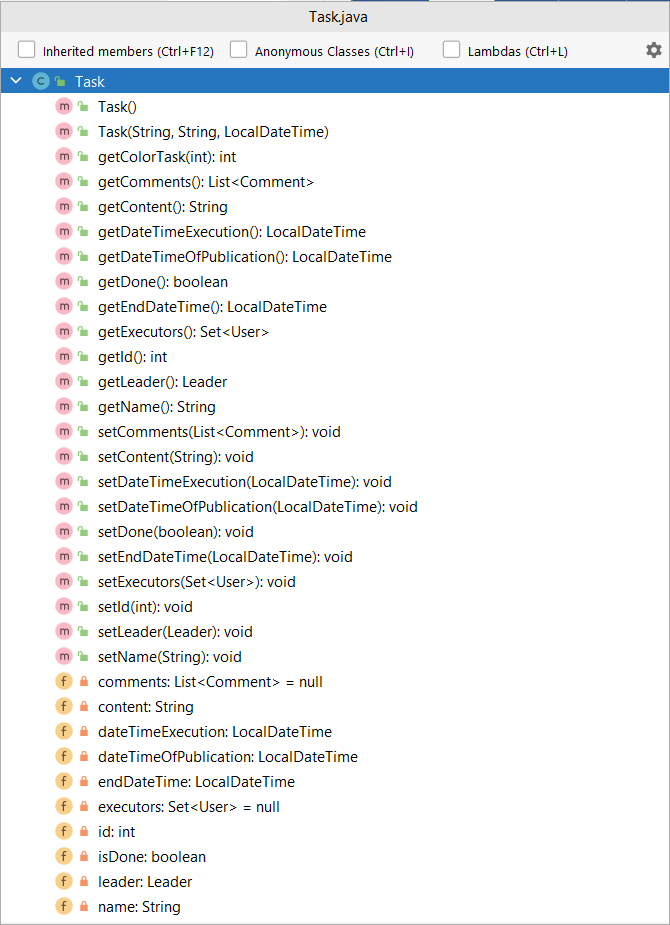 Task.java
Inherited members (Ctrl+F12) Anonymous Classes (Ctrl+I) Lambdas (Ctrl+L)
C Task
m Task()
m Task(String, String, LocalDateTime)
m getColorTask(int): int
m getComments(): List<Comment>
m getContent(): String
m getDateTimeExecution(): LocalDateTime
m getDateTimeOfPublication(): LocalDateTime
m getDone(): boolean
m getEndDateTime(): LocalDateTime
m getExecutors(): Set<User>
m getId(): int
m getLeader(): Leader
m getName(): String
m setComments(List<Comment>): void
m setContent(String): void
m setDateTimeExecution(LocalDateTime): void
m setDateTimeOfPublication(LocalDateTime): void
m setDone(boolean): void
m setEndDateTime(LocalDateTime): void
m setExecutors(Set<User>): void
m setId(int): void
m setLeader(Leader): void
m setName(String): void
f comments: List<Comment> = null
f content: String
f dateTimeExecution: LocalDateTime
f dateTimeOfPublication: LocalDateTime
f endDateTime: LocalDateTime
f executors: Set<User> = null
f id: int
f isDone: boolean
f leader: Leader
f name: String